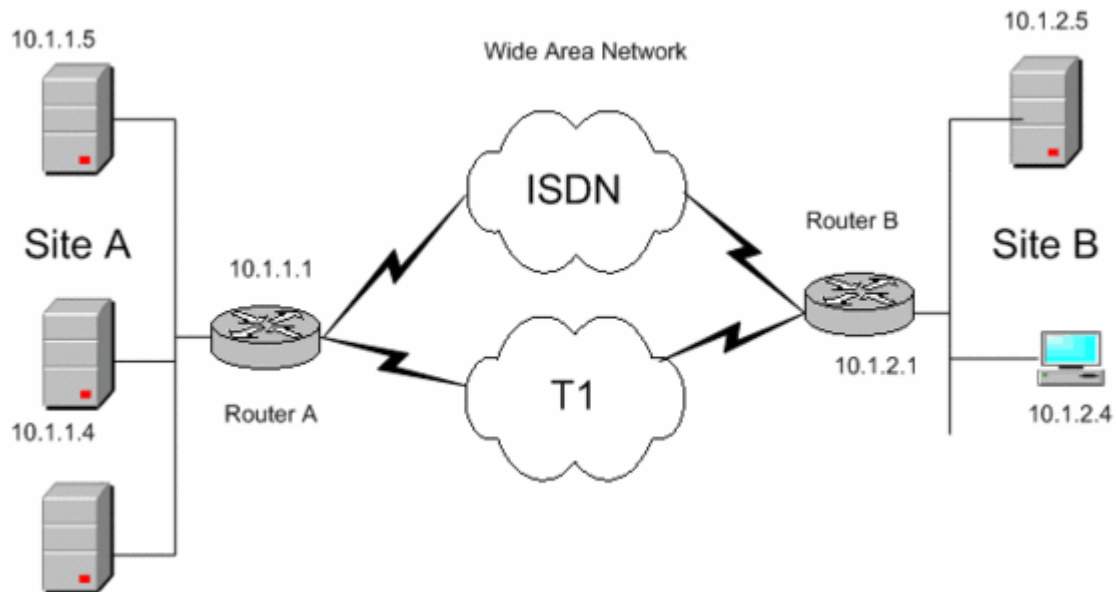 10.1.1.5
Wide Area Network
10.1.2.5
ISDN
Router B
Site A
Site B
10.1.1.1
T1
10.1.2.1
Router A
10.1.2.4
10.1.1.4